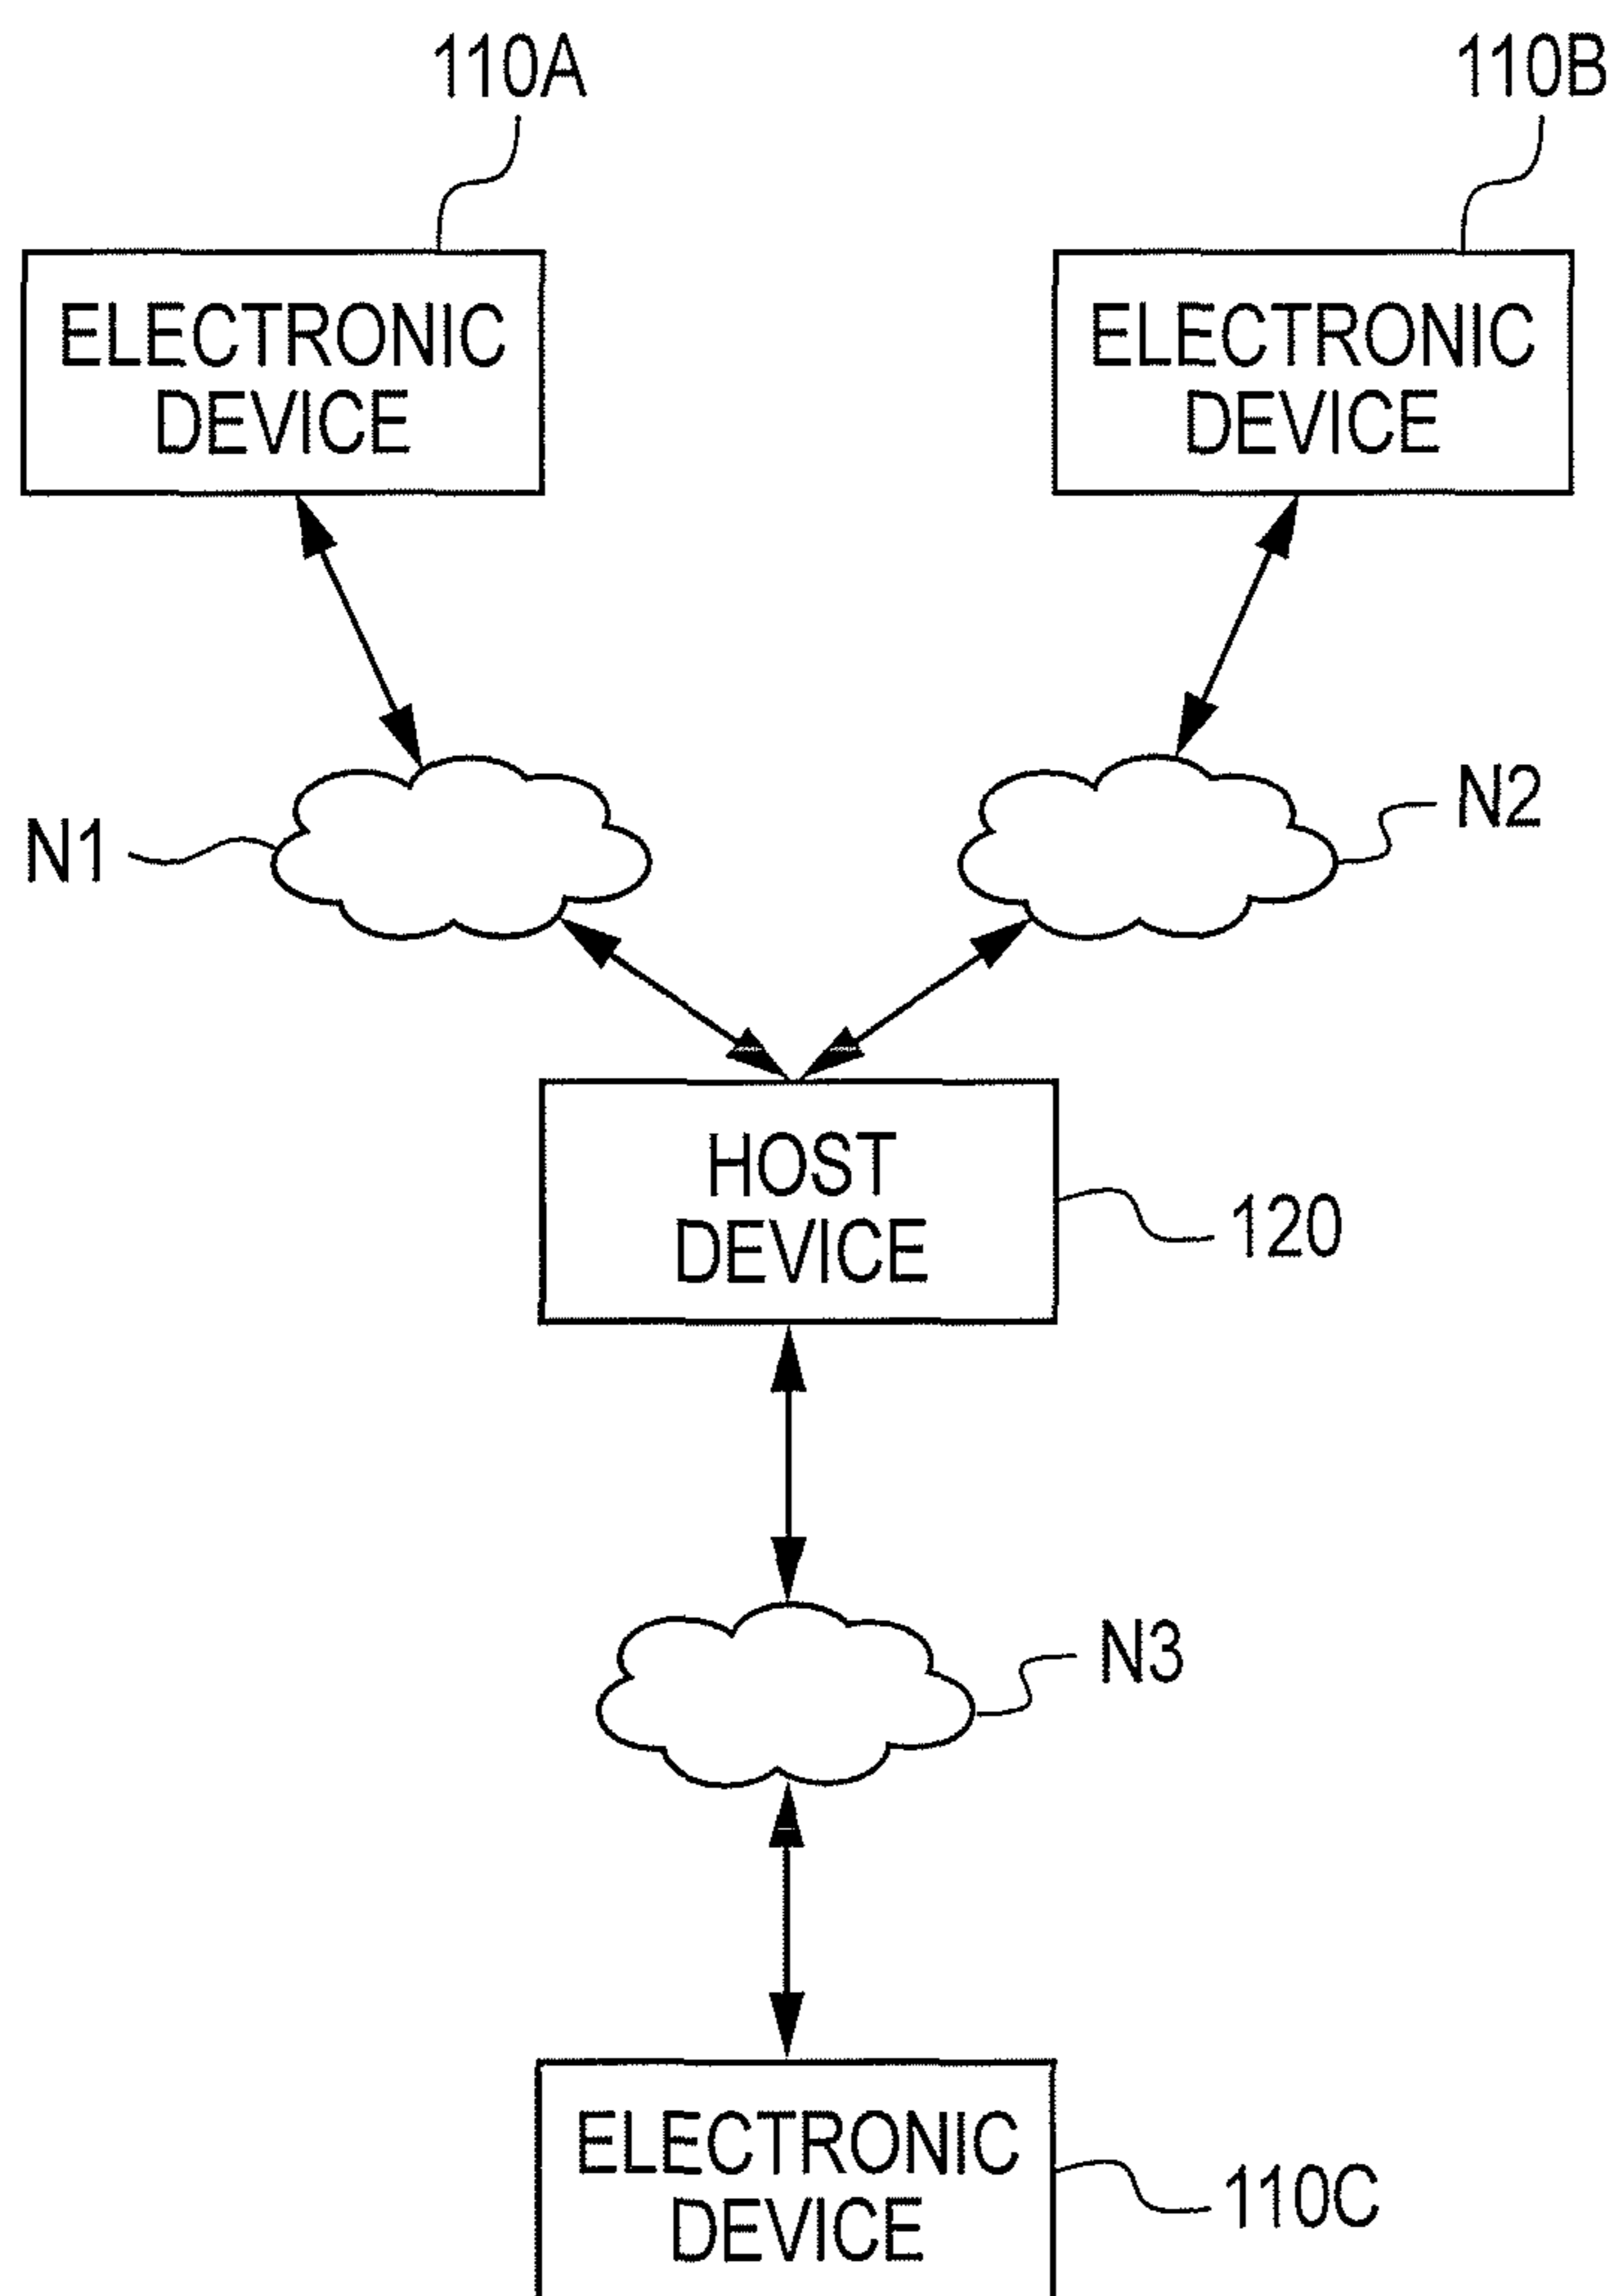 110A
110B
ELECTRONIC
DEVICE
ELECTRONIC
DEVICE
N1
N2
HOST
DEVICE
120
N3
ELECTRONIC
DEVICE
110C